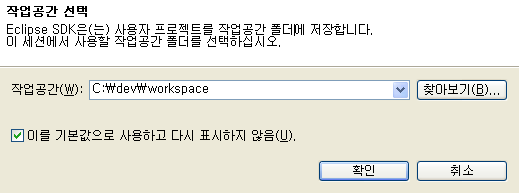 작업공간 선택
Eclipse SDK은(는) 사용자 프로젝트를 작업공간 폴더에 저장합니다.
이 세션에서 사용할 작업공간 폴더를 선택하십시오.
작업공간(W): C:₩dev₩workspace 찾아보기(B)...
이를 기본값으로 사용하고 다시 표시하지 않음(U).
확인 취소